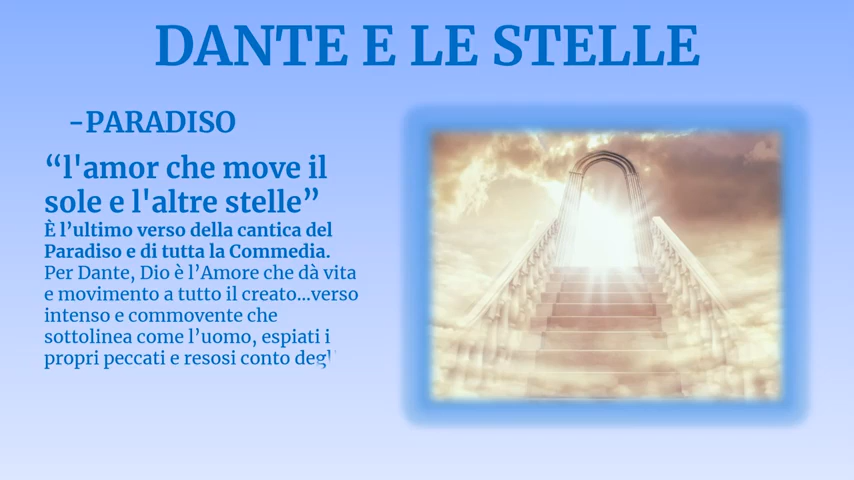 DANTE E LE STELLE
-PARADISO
“l'amor che move il
sole e l'altre stelle”
È l’ultimo verso della cantica del
Paradiso e di tutta la Commedia.
Per Dante, Dio è l’Amore che dà vita
e movimento a tutto il creato...verso
intenso e commovente che
sottolinea come l’uomo, espiati i
propri peccati e resosi conto